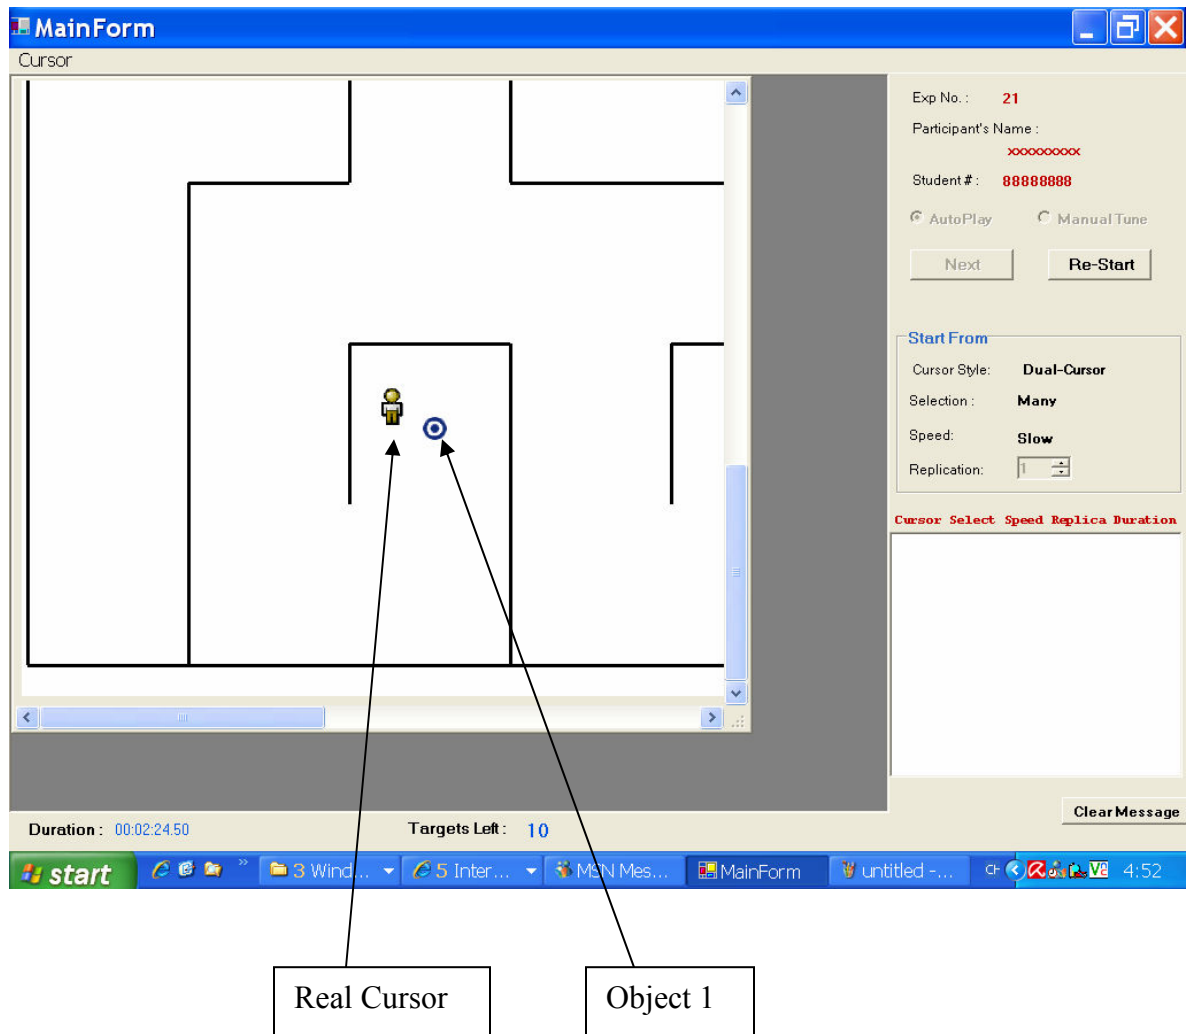 MainForm
Cursor
Exp No. : 21
Participant's Name :
xxxxxxxxx
Student # : 88888888
AutoPlay Manual Tune
Next Re-Start
Start From
Cursor Style: Dual-Cursor
Selection : Many
Speed: Slow
Replication: 1
Cursor Select Speed Replica Duration
Clear Message
Duration : 00:02:24.50 Targets Left : 10
start » 3 Wind... 5 Inter... MSN Mes... MainForm untitled -... CH V2 4:52
Real Cursor Object 1